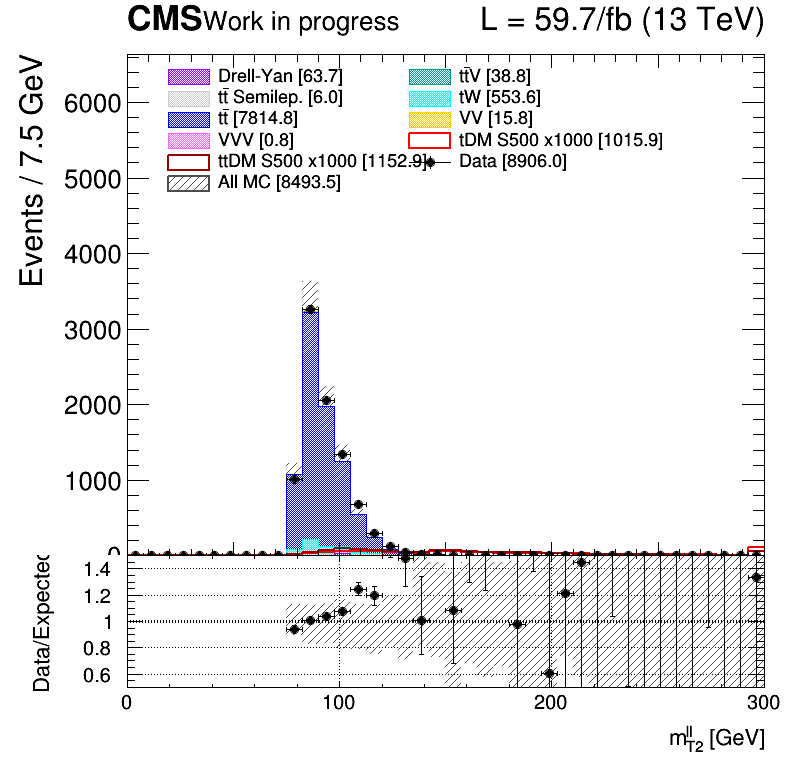 CMS Work in progress L = 59.7/fb (13 TeV)
Events / 7.5 GeV
6000
5000
4000
3000
2000
1000
0
Drell-Yan [63.7]
tt̄ Semilep. [6.0]
tt̄ [7814.8]
VVV [0.8]
ttDM S500 x1000 [1152.9]
All MC [8493.5]
tt̄V [38.8]
tW [553.6]
VV [15.8]
tDM S500 x1000 [1015.9]
Data [8906.0]
Data/Expected
1.4
1.2
1
0.8
0.6
0 100 200 300
m_T2^ll [GeV]